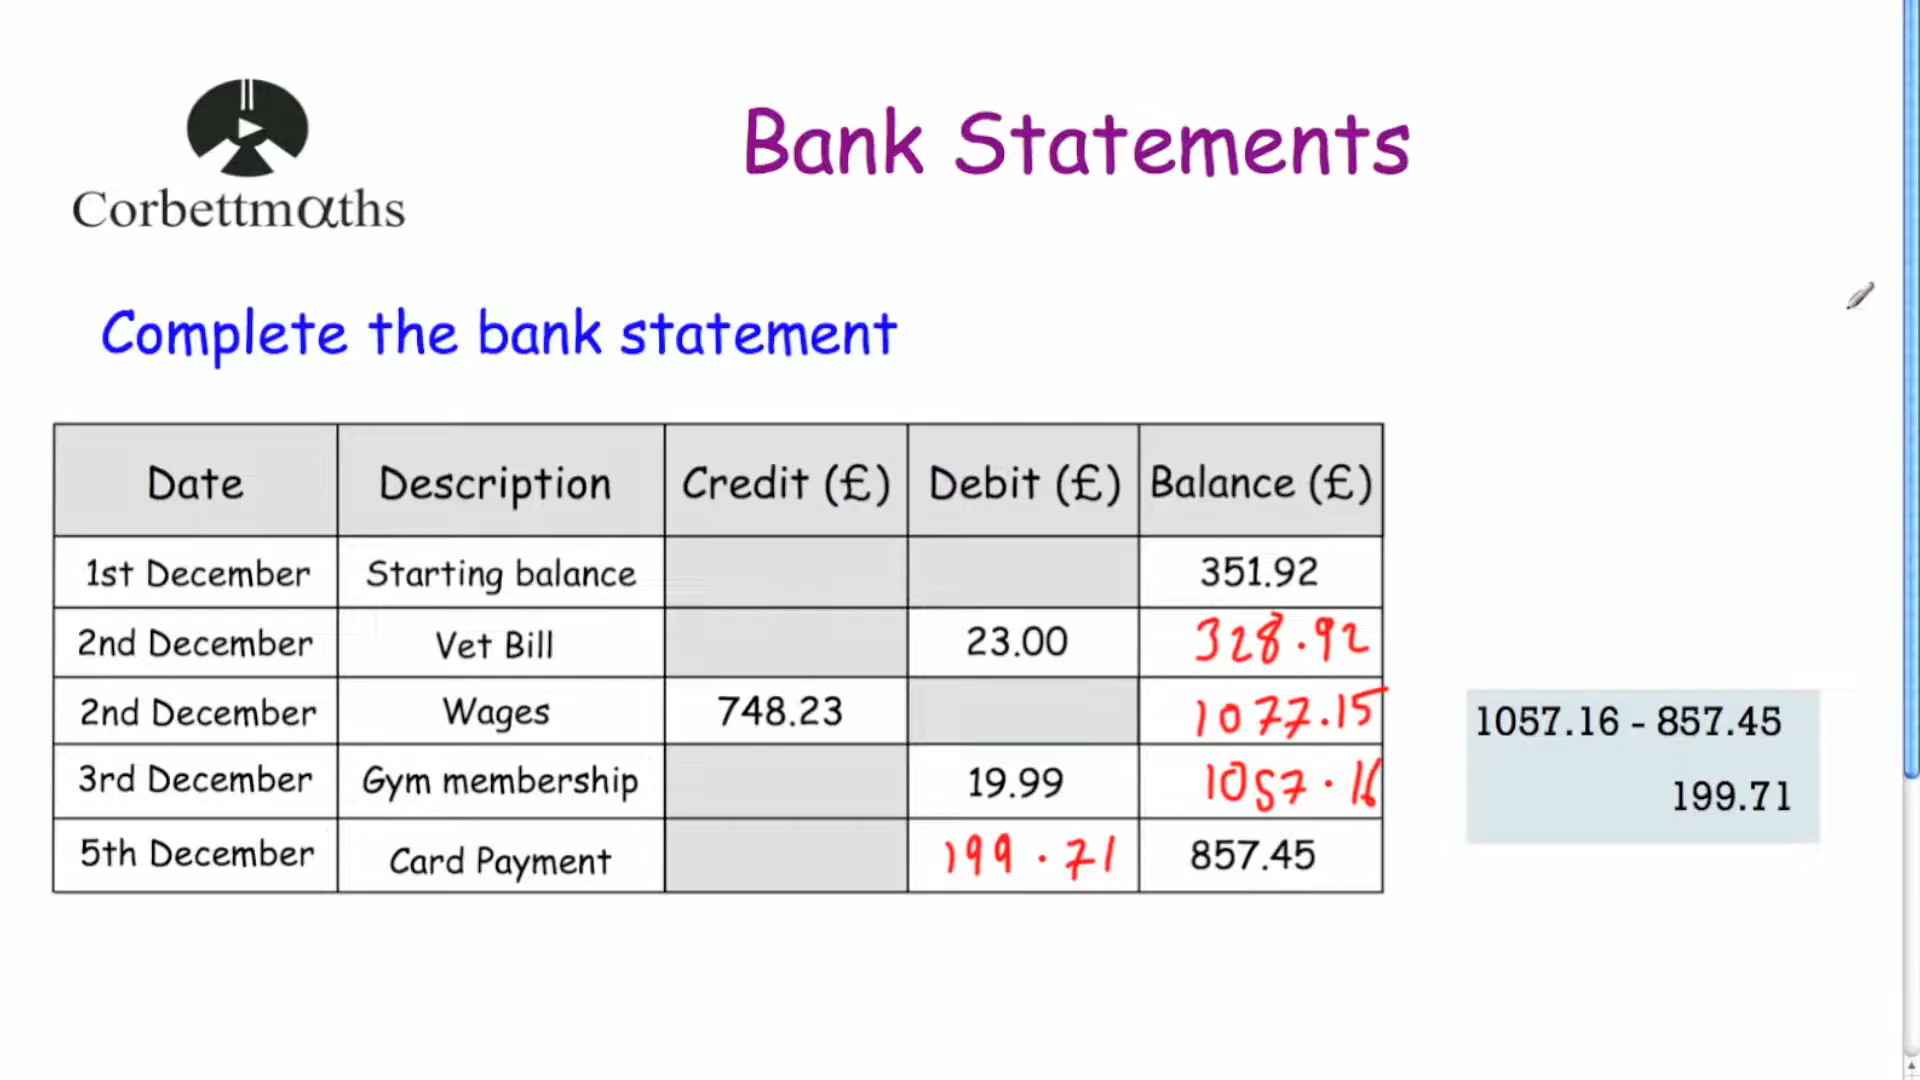 Corbettmαths
Bank Statements
Complete the bank statement
Date Description Credit (£) Debit (£) Balance (£)
1st December Starting balance 351.92
2nd December Vet Bill 23.00 328.92
2nd December Wages 748.23 1077.15
3rd December Gym membership 19.99 1057.16
5th December Card Payment 199.71 857.45
1057.16 - 857.45
199.71